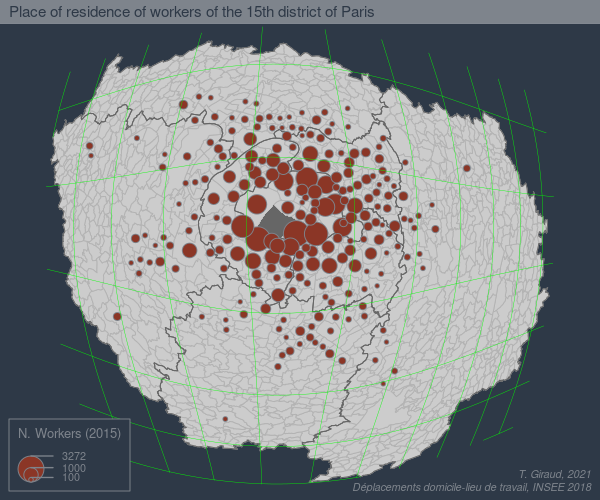 Place of residence of workers of the 15th district of Paris
N. Workers (2015)
3272
1000
100
T. Giraud, 2021
Déplacements domicile-lieu de travail, INSEE 2018